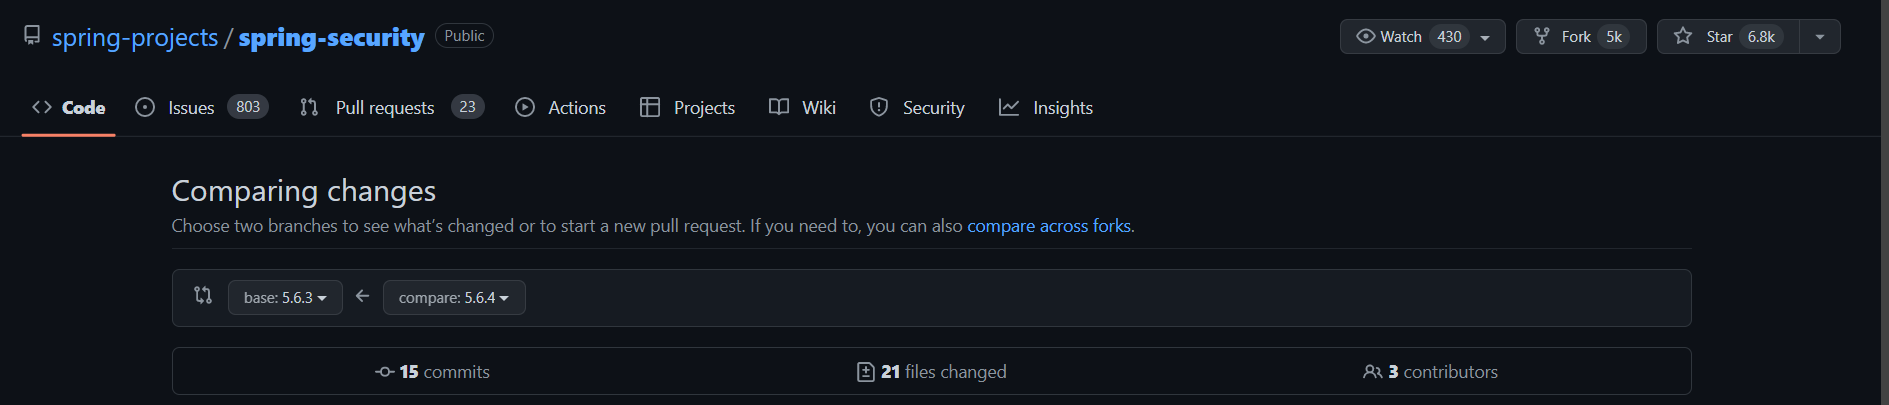 spring-projects / spring-security Public Watch 430 Fork 5k Star 6.8k
Code Issues 803 Pull requests 23 Actions Projects Wiki Security Insights
Comparing changes
Choose two branches to see what's changed or to start a new pull request. If you need to, you can also compare across forks.
base: 5.6.3 ← compare: 5.6.4
15 commits 21 files changed 3 contributors